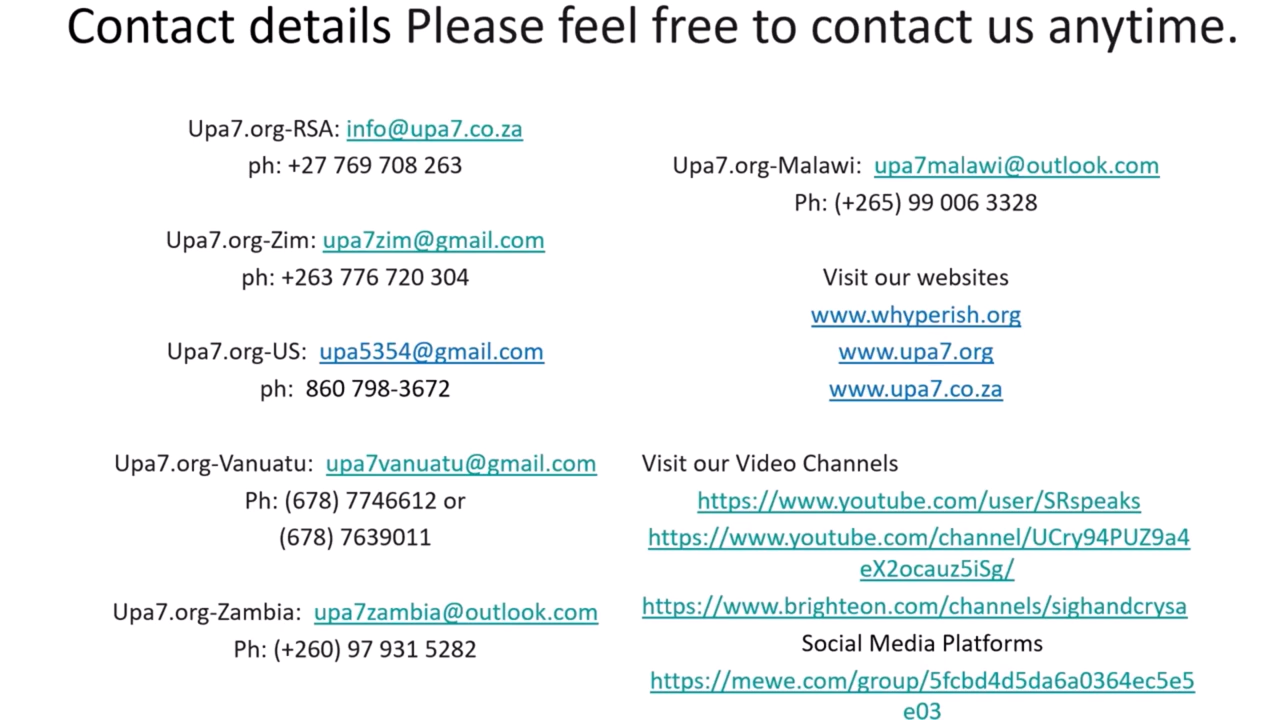 Contact details Please feel free to contact us anytime.
Upa7.org-RSA: info@upa7.co.za
ph: +27 769 708 263
Upa7.org-Zim: upa7zim@gmail.com
ph: +263 776 720 304
Upa7.org-US: upa5354@gmail.com
ph: 860 798-3672
Upa7.org-Vanuatu: upa7vanuatu@gmail.com
Ph: (678) 7746612 or
(678) 7639011
Upa7.org-Zambia: upa7zambia@outlook.com
Ph: (+260) 97 931 5282
Upa7.org-Malawi: upa7malawi@outlook.com
Ph: (+265) 99 006 3328
Visit our websites
www.whyperish.org
www.upa7.org
www.upa7.co.za
Visit our Video Channels
https://www.youtube.com/user/SRspeaks
https://www.youtube.com/channel/UCry94PUZ9a4
eX2ocauz5iSg/
https://www.brighteon.com/channels/sighandcrysa
Social Media Platforms
https://mewe.com/group/5fcbd4d5da6a0364ec5e5
e03